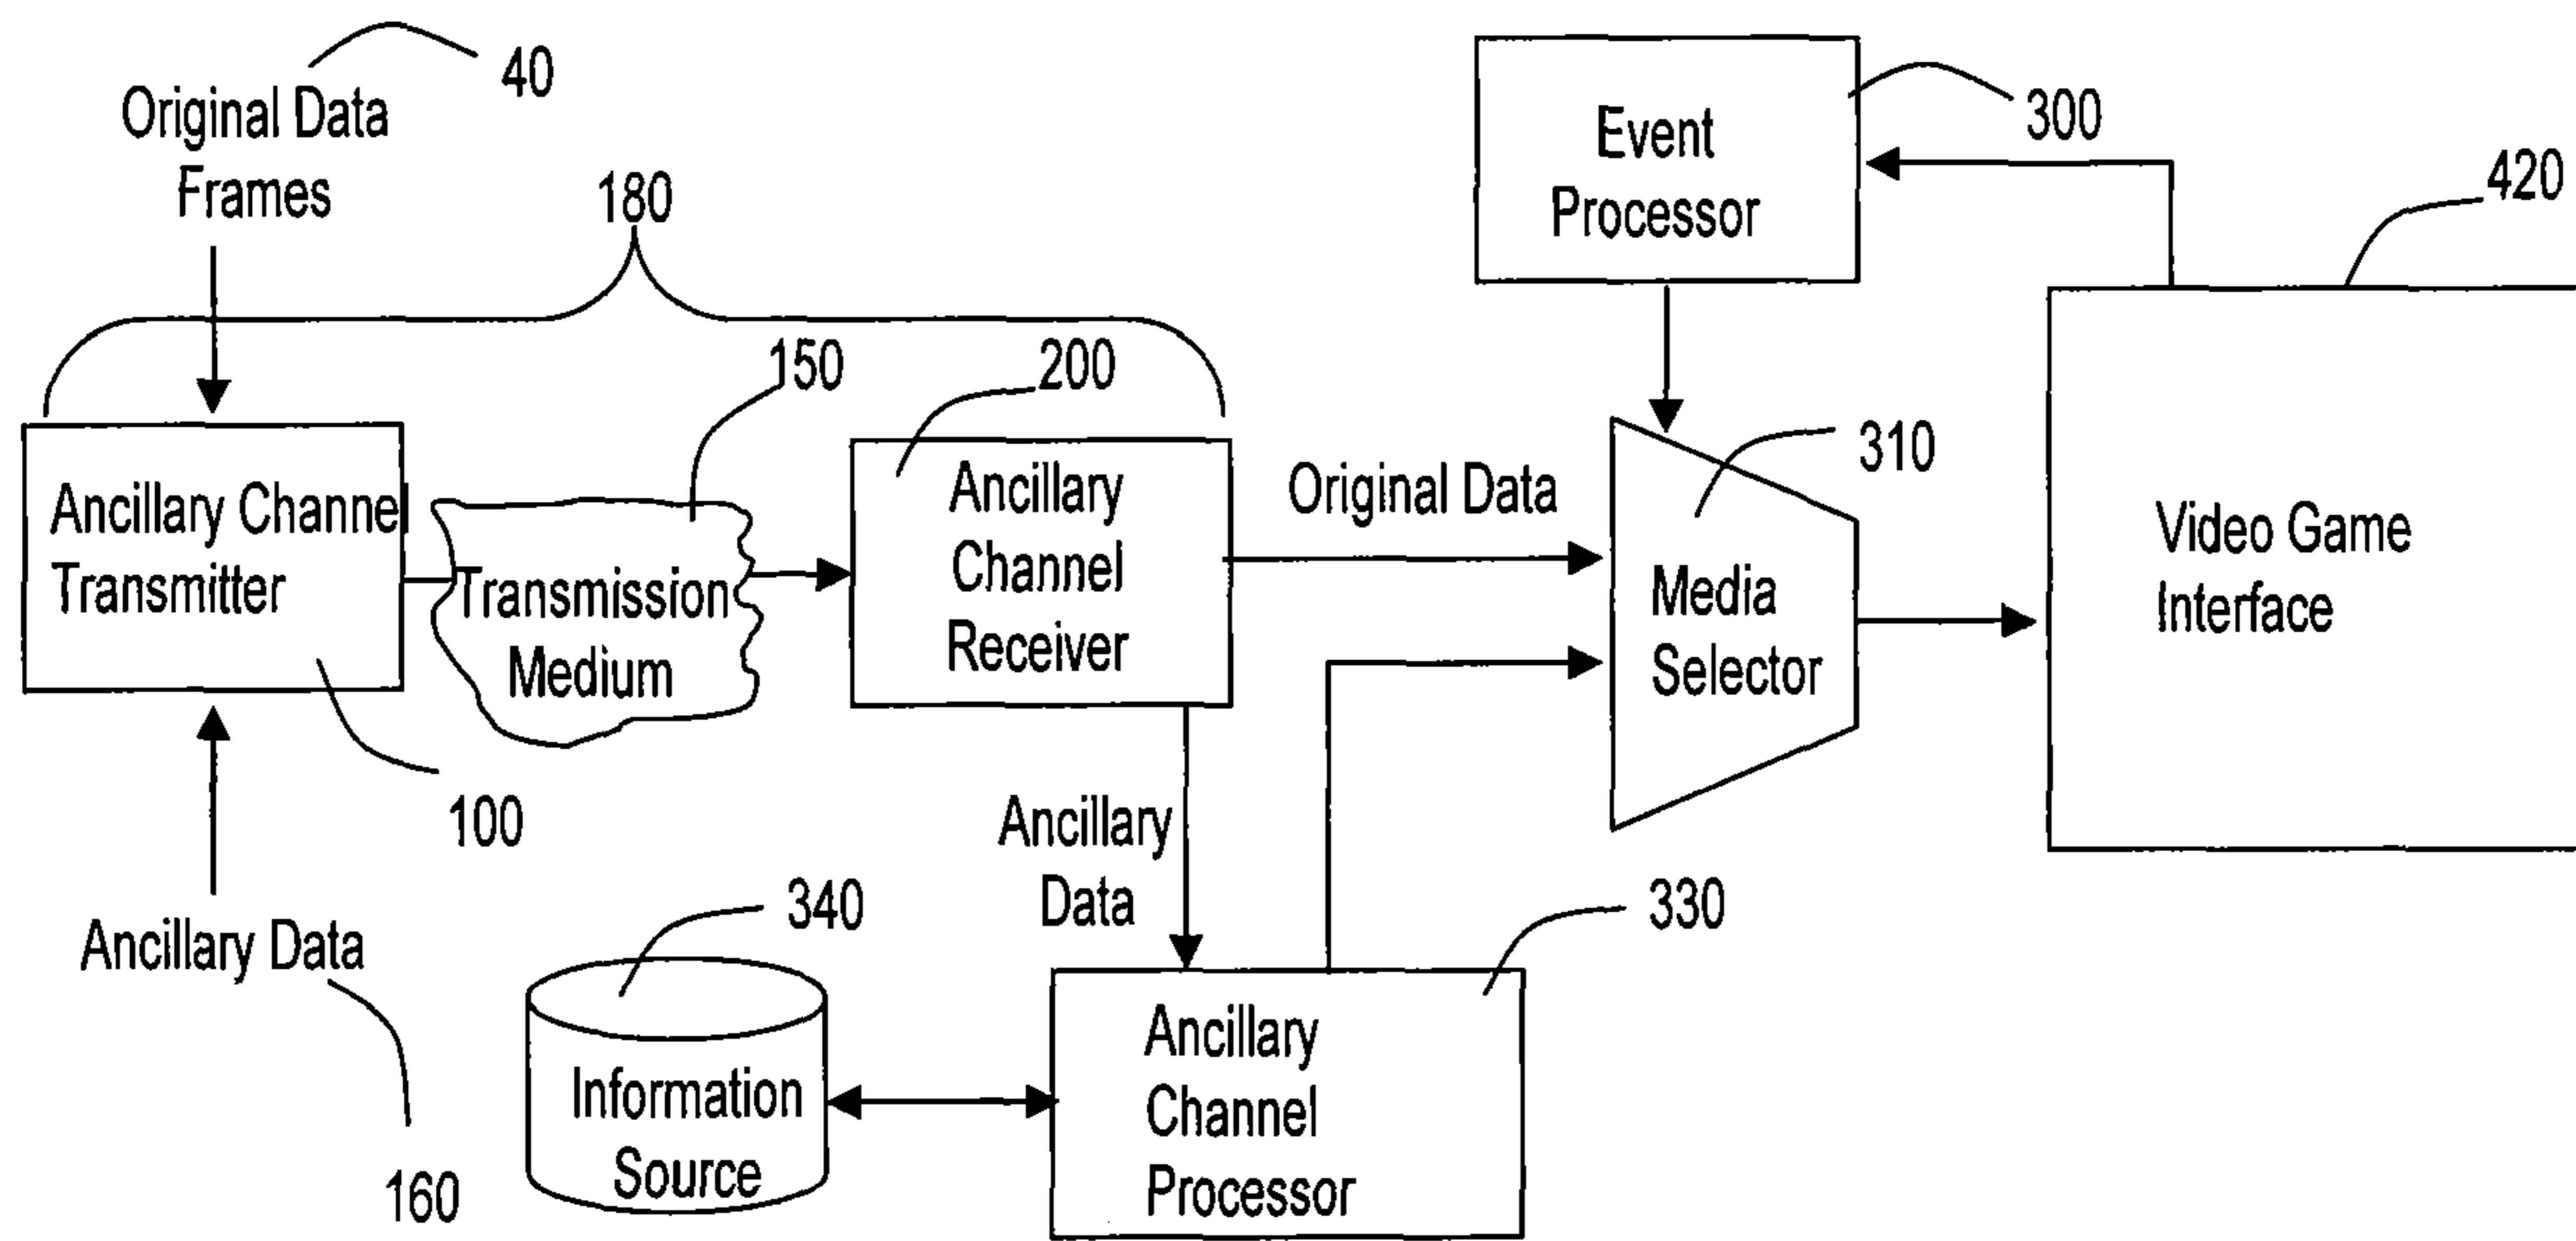 40
Original Data
Frames
180
Event
Processor
300
420
150
200
Ancillary Channel
Transmitter
Transmission
Medium
Ancillary
Channel
Receiver
Original Data
310
Media
Selector
Video Game
Interface
100
Ancillary
Data
Ancillary Data
160
340
Information
Source
330
Ancillary
Channel
Processor